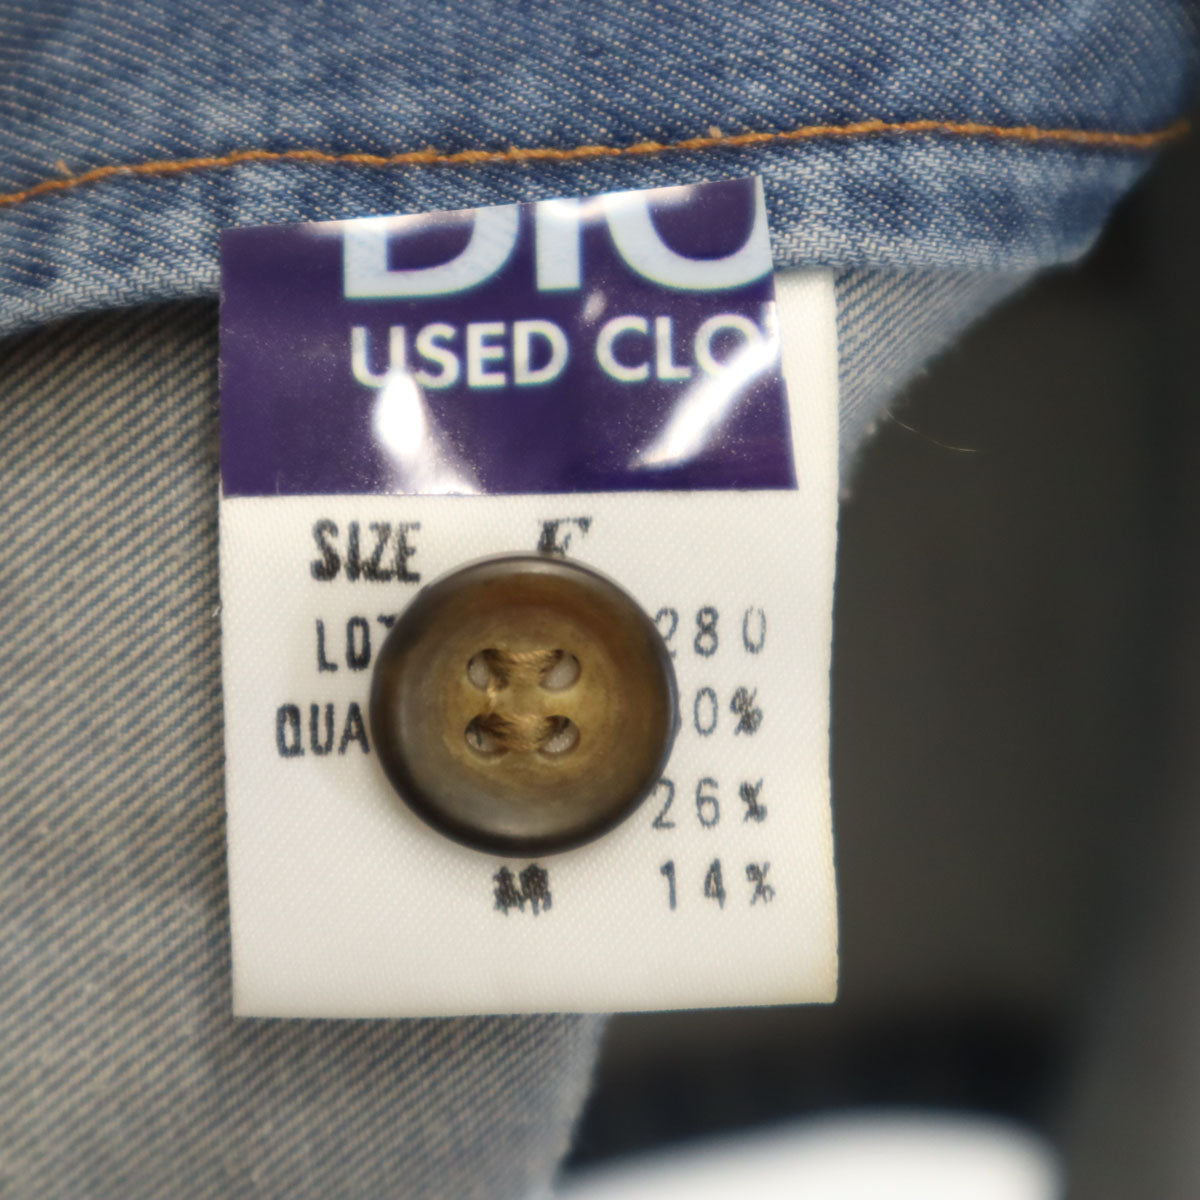 USED CLO
SIZE F
LOT 280
QUA 0%
26%
綿 14%